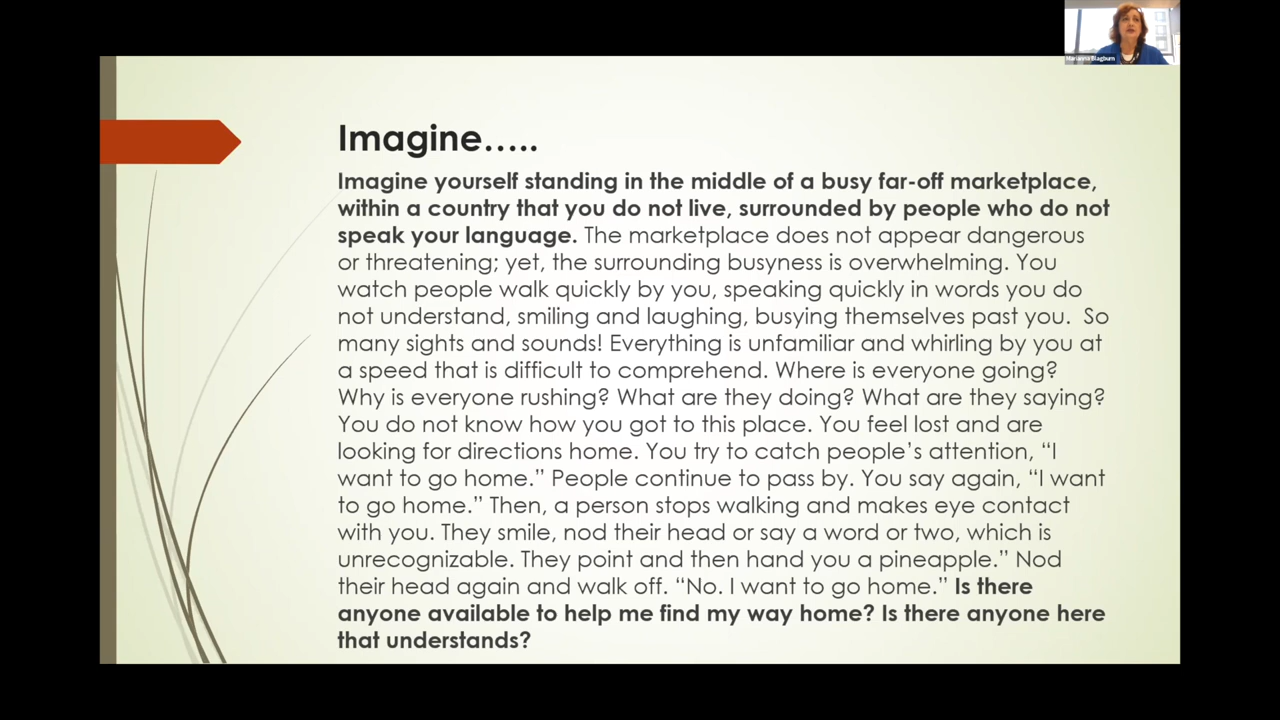 Marianna Blagburn
Imagine…..
Imagine yourself standing in the middle of a busy far-off marketplace,
within a country that you do not live, surrounded by people who do not
speak your language. The marketplace does not appear dangerous
or threatening; yet, the surrounding busyness is overwhelming. You
watch people walk quickly by you, speaking quickly in words you do
not understand, smiling and laughing, busying themselves past you.  So
many sights and sounds! Everything is unfamiliar and whirling by you at
a speed that is difficult to comprehend. Where is everyone going?
Why is everyone rushing? What are they doing? What are they saying?
You do not know how you got to this place. You feel lost and are
looking for directions home. You try to catch people’s attention, “I
want to go home.” People continue to pass by. You say again, “I want
to go home.” Then, a person stops walking and makes eye contact
with you. They smile, nod their head or say a word or two, which is
unrecognizable. They point and then hand you a pineapple.” Nod
their head again and walk off. “No. I want to go home.” Is there
anyone available to help me find my way home? Is there anyone here
that understands?